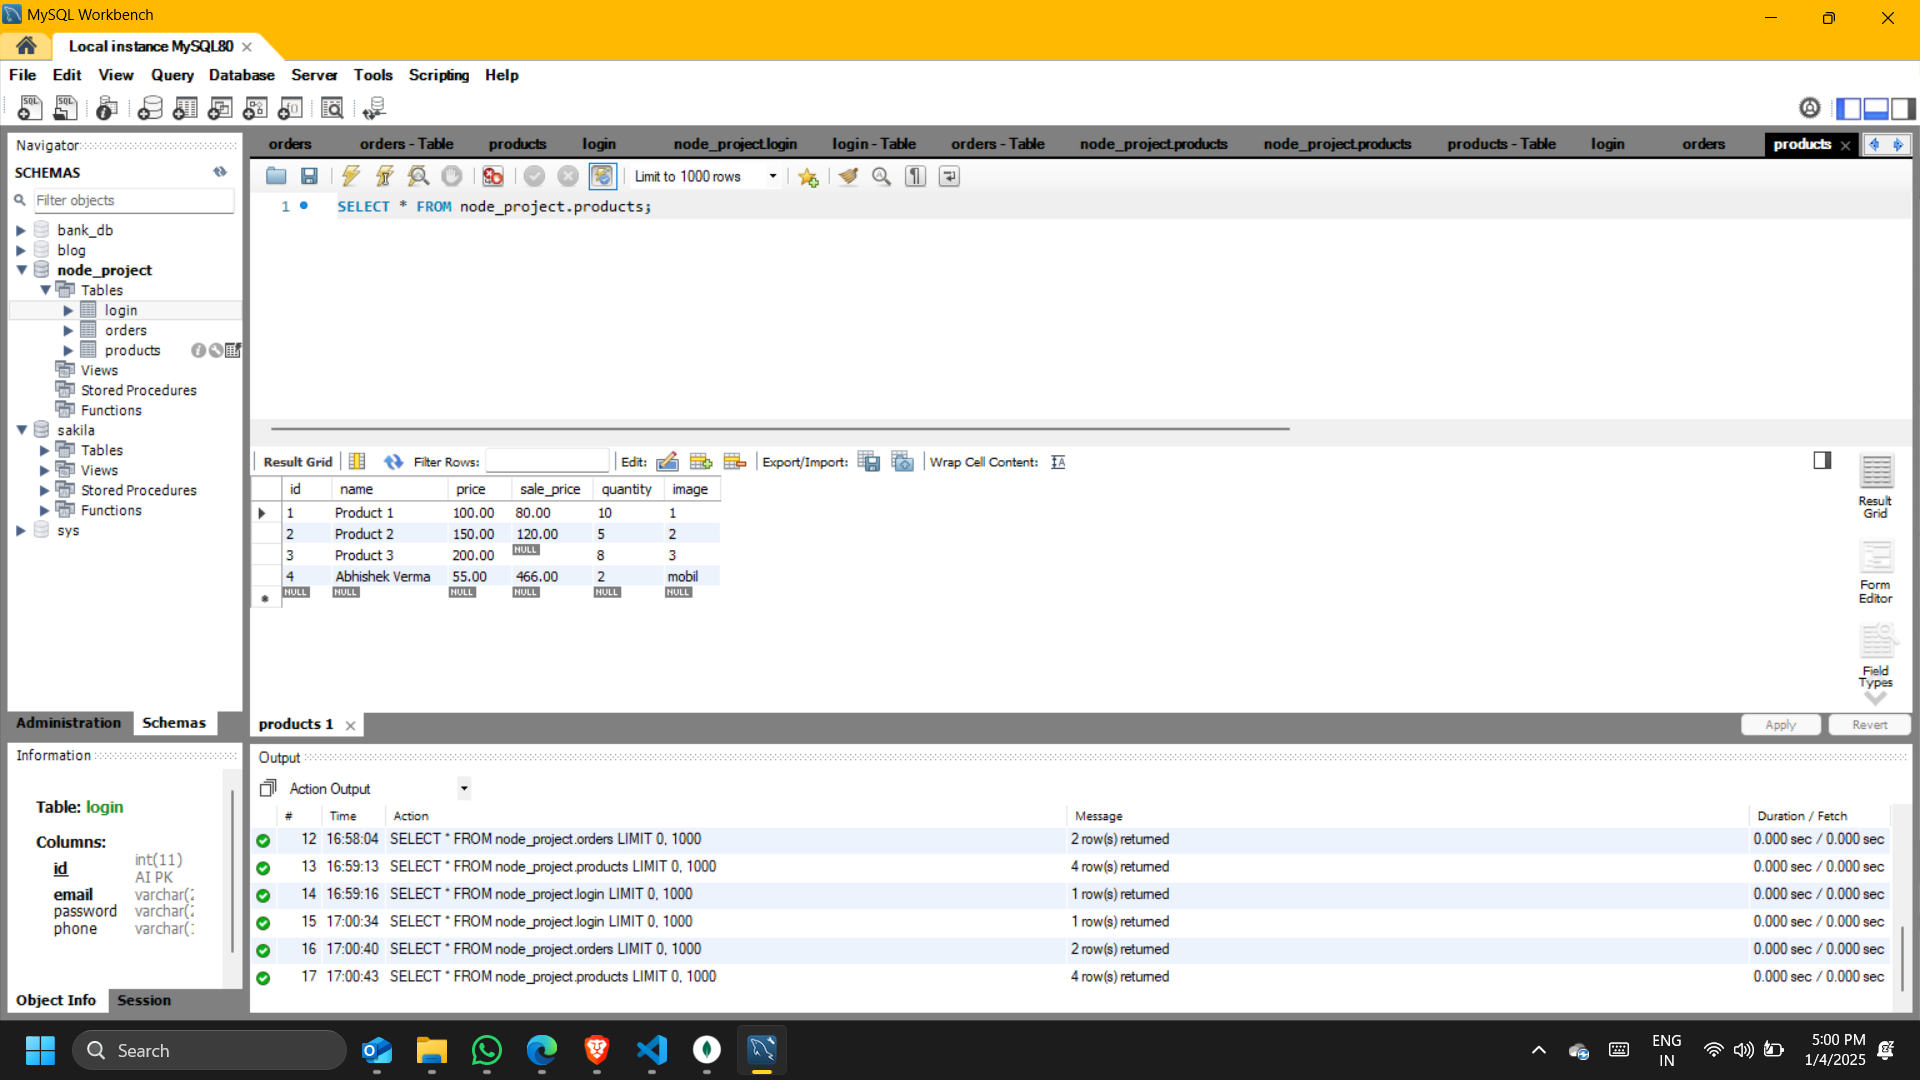 MySQL Workbench
Local instance MySQL80
File Edit View Query Database Server Tools Scripting Help
Navigator
SCHEMAS
Filter objects
bank_db
blog
node_project
Tables
login
orders
products
Views
Stored Procedures
Functions
sakila
Tables
Views
Stored Procedures
Functions
sys
Administration Schemas
Information
Table: login
Columns:
id int(11)
AI PK
email varchar(2
password varchar(2
phone varchar(
Object Info Session
orders orders - Table products login node_project.login login - Table orders - Table node_project.products node_project.products products - Table login orders products
Limit to 1000 rows
1 SELECT * FROM node_project.products;
Result Grid Filter Rows: Edit: Export/Import: Wrap Cell Content:
id name price sale_price quantity image
1 Product 1 100.00 80.00 10 1
2 Product 2 150.00 120.00 5 2
3 Product 3 200.00 NULL 8 3
4 Abhishek Verma 55.00 466.00 2 mobil
NULL NULL NULL NULL NULL NULL
Result
Grid
Form
Editor
Field
Types
products 1
Apply Revert
Output
Action Output
# Time Action Message Duration / Fetch
12 16:58:04 SELECT * FROM node_project.orders LIMIT 0, 1000 2 row(s) returned 0.000 sec / 0.000 sec
13 16:59:13 SELECT * FROM node_project.products LIMIT 0, 1000 4 row(s) returned 0.000 sec / 0.000 sec
14 16:59:16 SELECT * FROM node_project.login LIMIT 0, 1000 1 row(s) returned 0.000 sec / 0.000 sec
15 17:00:34 SELECT * FROM node_project.login LIMIT 0, 1000 1 row(s) returned 0.000 sec / 0.000 sec
16 17:00:40 SELECT * FROM node_project.orders LIMIT 0, 1000 2 row(s) returned 0.000 sec / 0.000 sec
17 17:00:43 SELECT * FROM node_project.products LIMIT 0, 1000 4 row(s) returned 0.000 sec / 0.000 sec
Search
ENG
IN
5:00 PM
1/4/2025